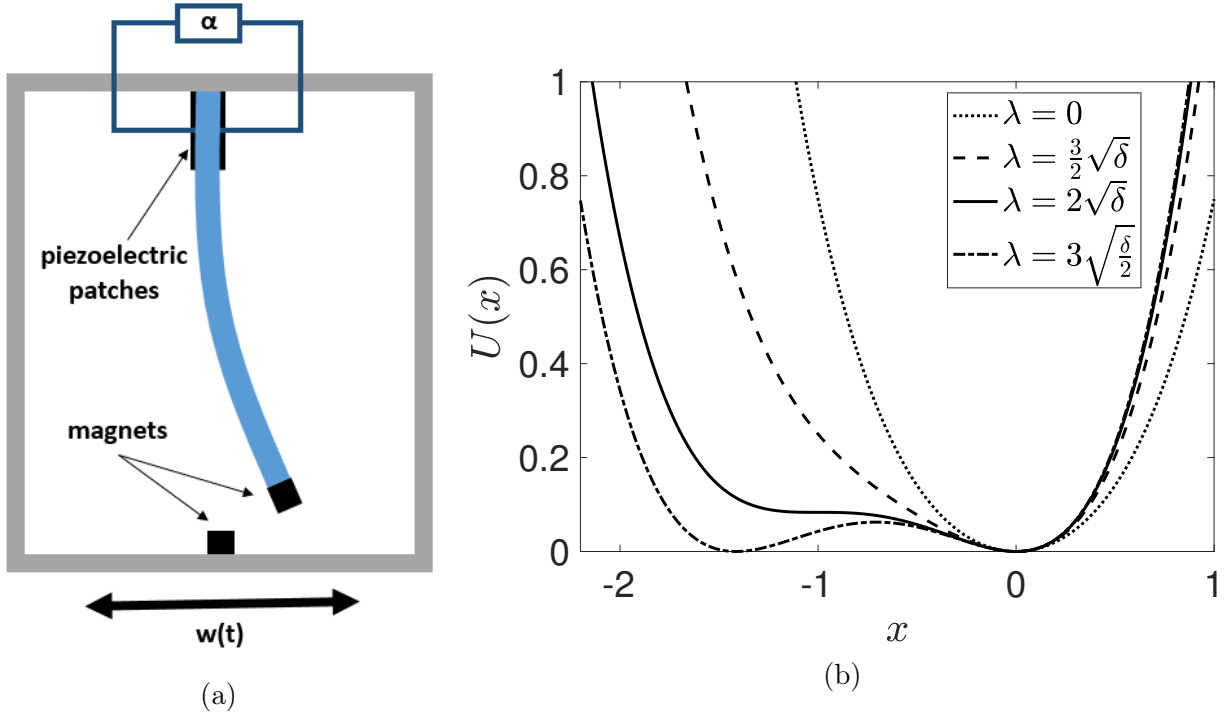 α
piezoelectric
patches
magnets
w(t)
(a)
U(x)
1
0.8
0.6
0.4
0.2
0
-2
-1
0
1
x
λ = 0
λ = 3/2 √δ
λ = 2√δ
λ = 3√(δ/2)
(b)